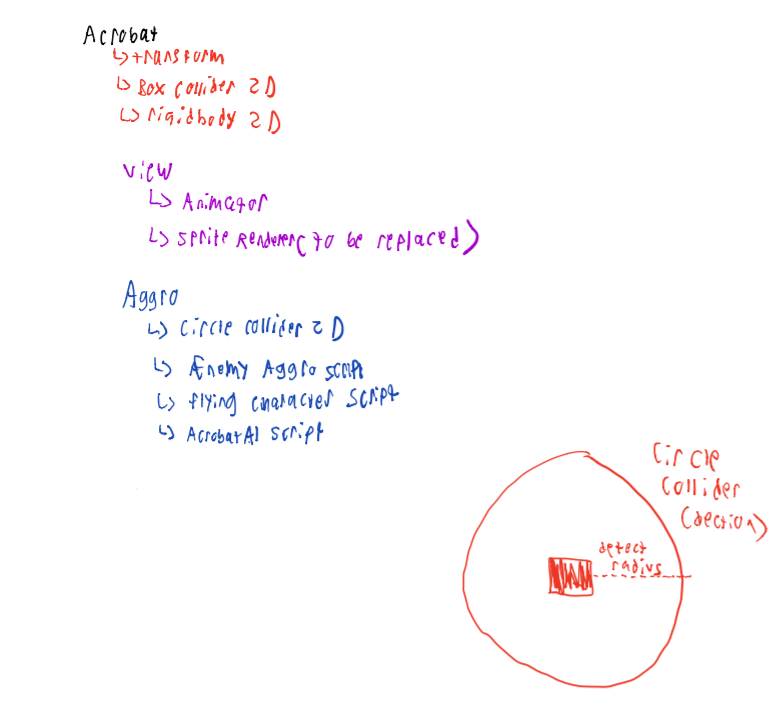 Acrobat
↳ transform
↳ Box collider 2D
↳ rigidbody 2D
view
↳ Animator
↳ sprite Renderer (to be replaced)
Aggro
↳ circle collider 2D
↳ Enemy Aggro script
↳ flying character script
↳ AcrobatAI script
Circle
collider
(dection)
detect
radius